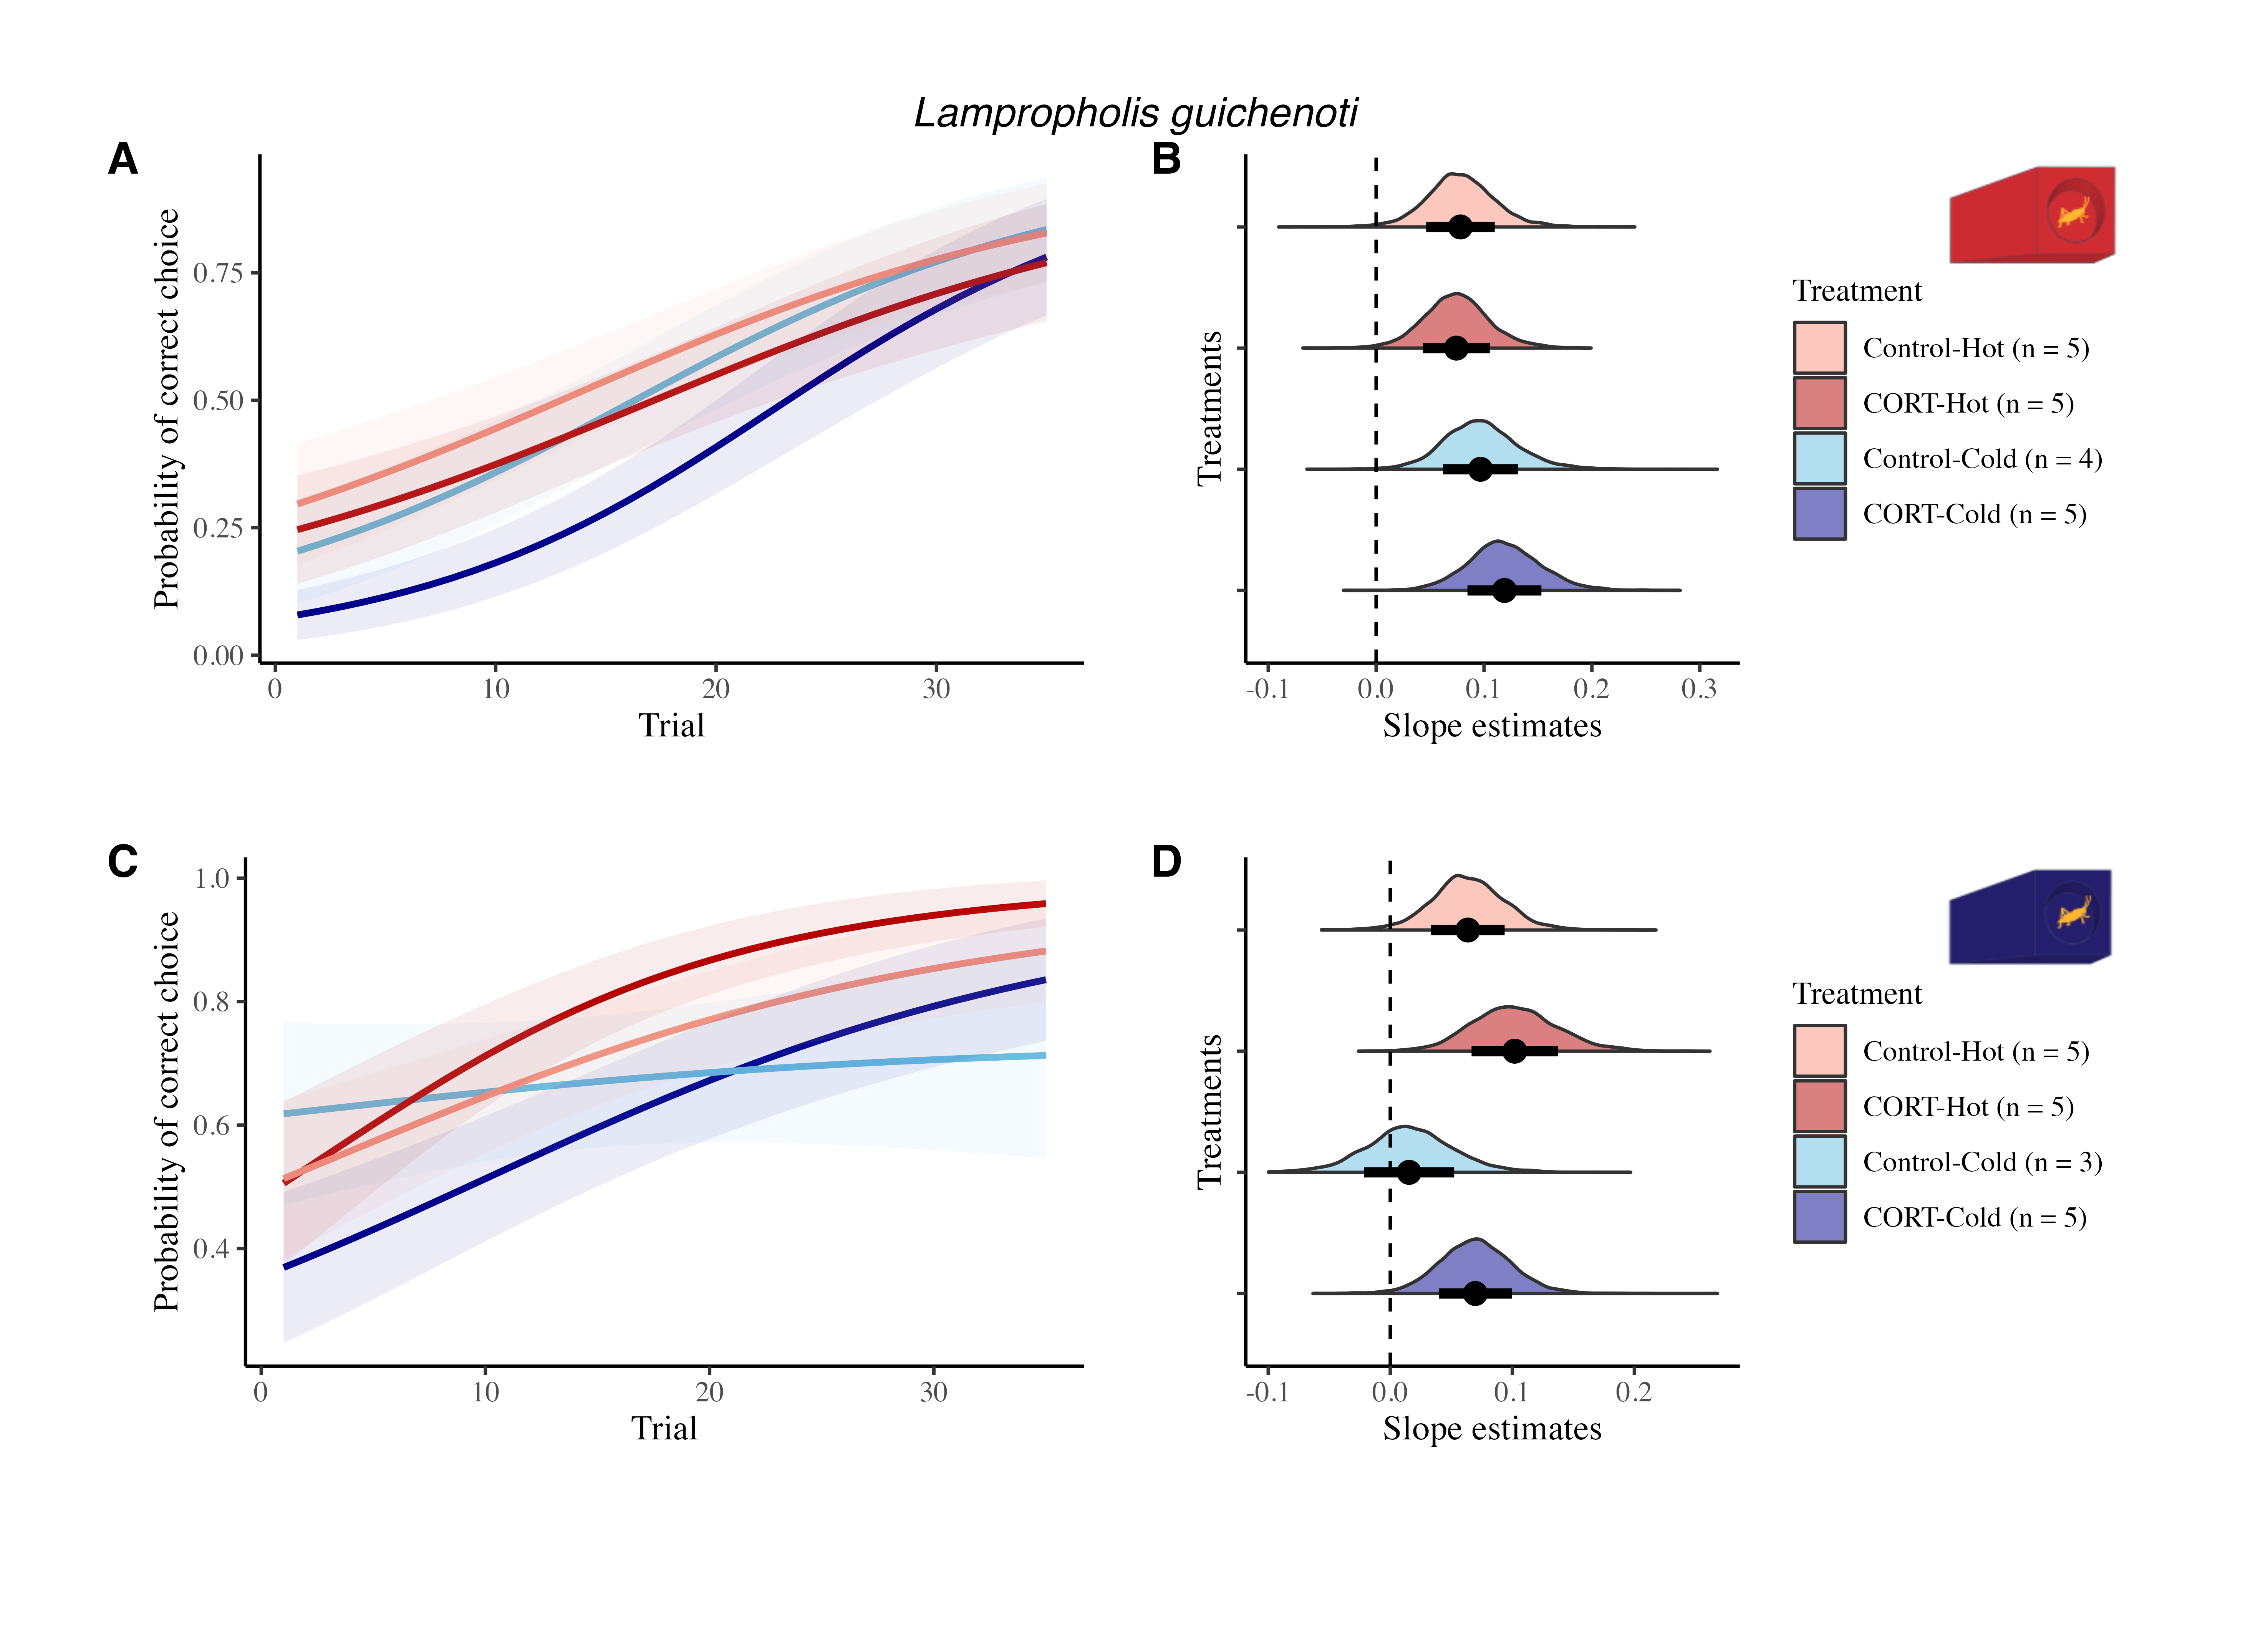 Lampropholis guichenoti
A
Probability of correct choice
0.75
0.50
0.25
0.00
0
10
20
30
Trial
B
Treatments
-0.1
0.0
0.1
0.2
0.3
Slope estimates
Treatment
Control-Hot (n = 5)
CORT-Hot (n = 5)
Control-Cold (n = 4)
CORT-Cold (n = 5)
C
Probability of correct choice
1.0
0.8
0.6
0.4
0
10
20
30
Trial
D
Treatments
-0.1
0.0
0.1
0.2
Slope estimates
Treatment
Control-Hot (n = 5)
CORT-Hot (n = 5)
Control-Cold (n = 3)
CORT-Cold (n = 5)